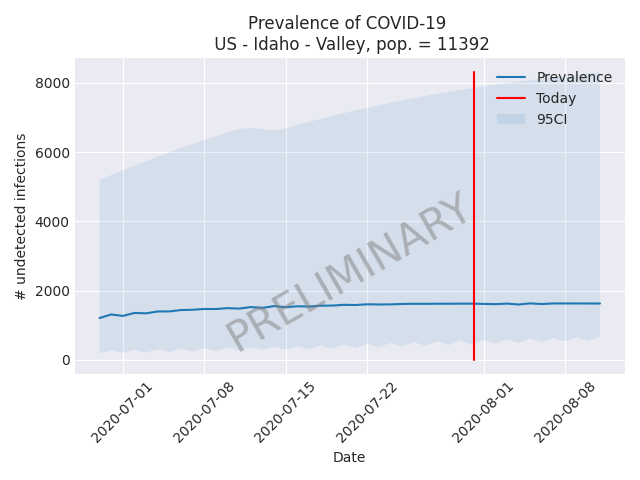 Prevalence of COVID-19
US - Idaho - Valley, pop. = 11392
Prevalence
Today
95CI
8000
6000
4000
2000
0
# undetected infections
PRELIMINARY
2020-07-01
2020-07-08
2020-07-15
2020-07-22
2020-08-01
2020-08-08
Date